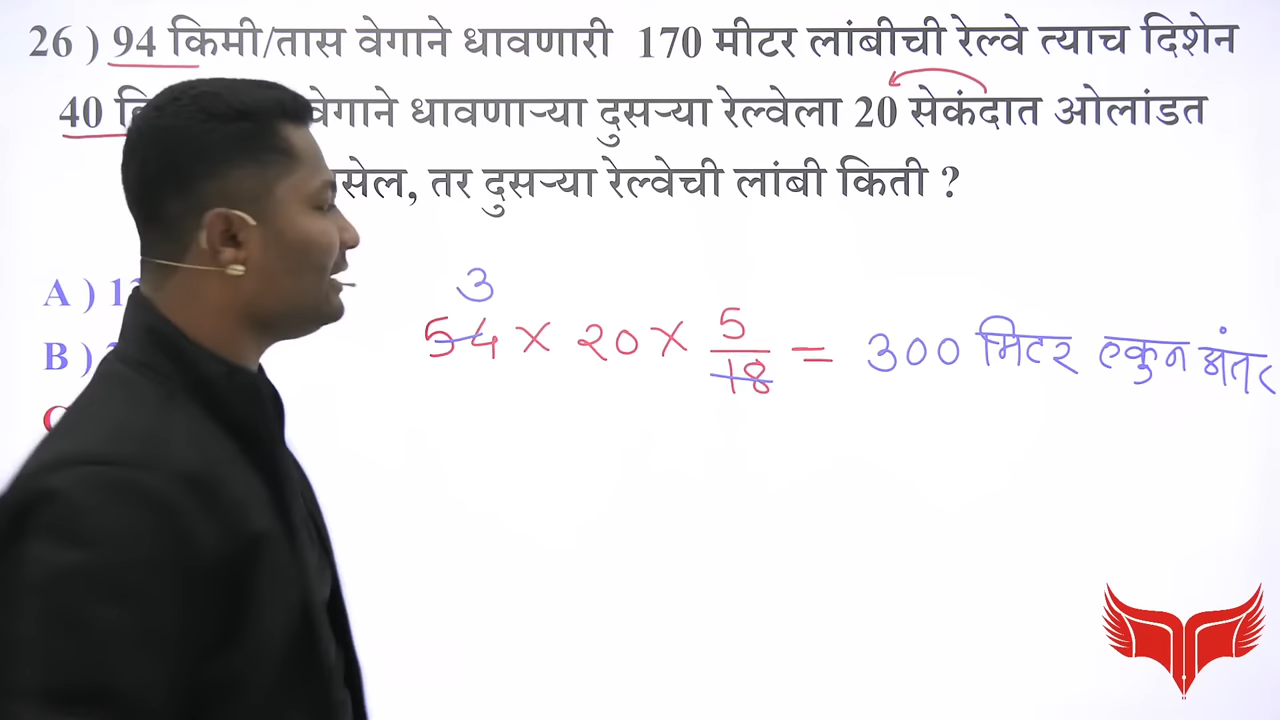 26 ) 94 किमी/तास वेगाने धावणारी 170 मीटर लांबीची रेल्वे त्याच दिशेन
40 वेगाने धावणाऱ्या दुसऱ्या रेल्वेला 20 सेकंदात ओलांडत
तर दुसऱ्या रेल्वेची लांबी किती ?
A )
3
B )
54 × 20 × 5/18 = 300 मिटर एकुन अंतर